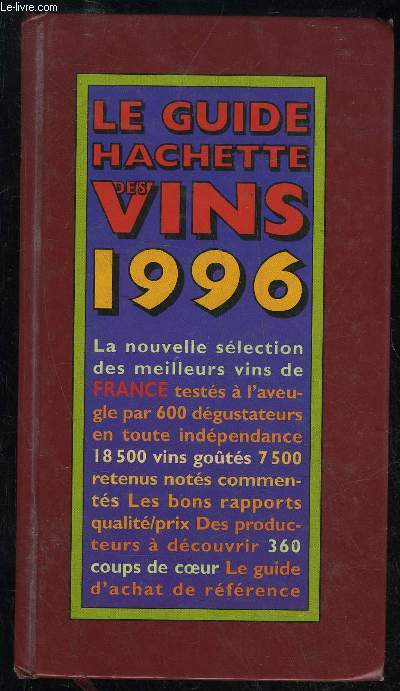 Le-livre.com
LE GUIDE
HACHETTE
DES
VINS
1996
La nouvelle sélection
des meilleurs vins de
FRANCE testés à l'aveu-
gle par 600 dégustateurs
en toute indépendance
18 500 vins goûtés 7 500
retenus notés commen-
tés Les bons rapports
qualité/prix Des produc-
teurs à découvrir 360
coups de cœur Le guide
d'achat de référence